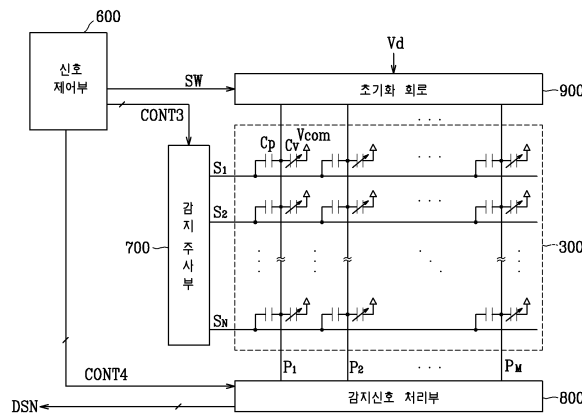 600
신호
제어부
SW
CONT3
Vd
초기화 회로
900
Cp
Cv
Vcom
S1
S2
SN
감지 주사부
700
300
P1
P2
PM
CONT4
감지신호 처리부
800
DSN